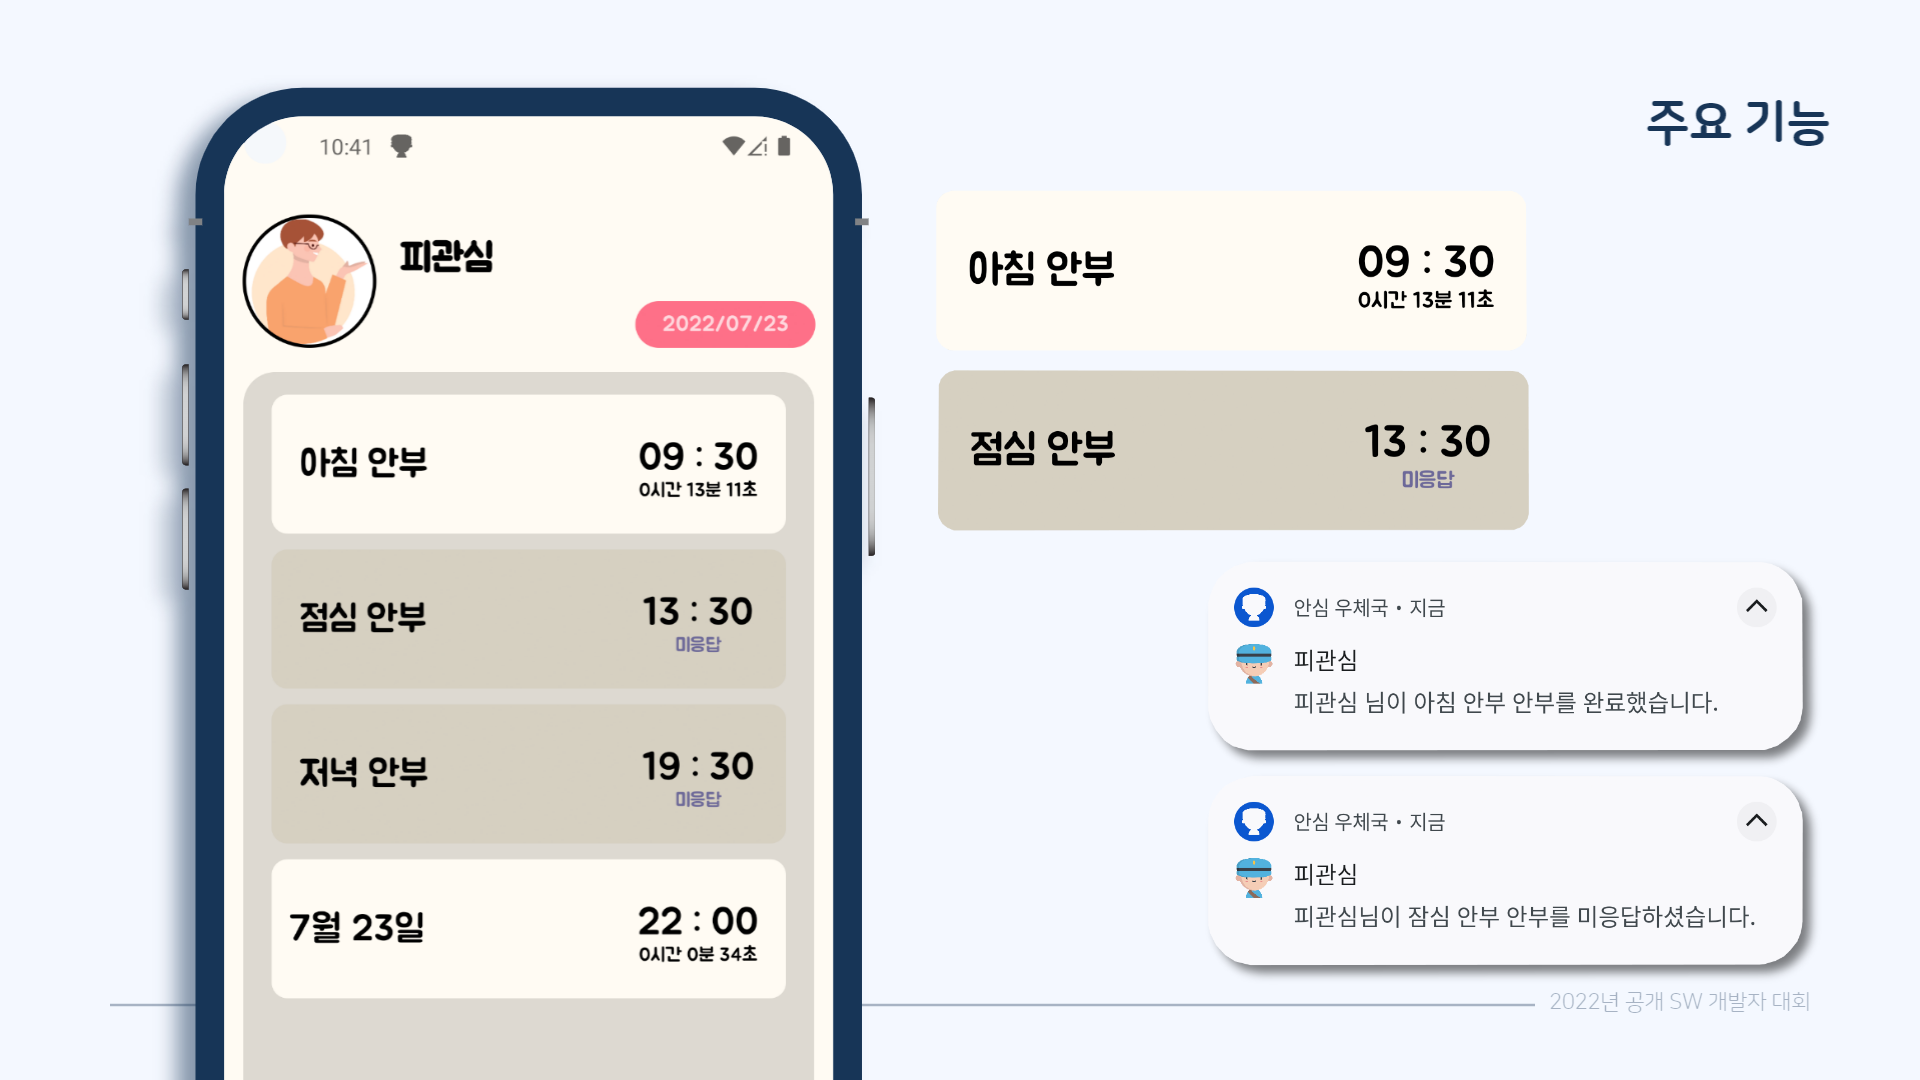 주요 기능
10:41
피관심
2022/07/23
아침 안부
09 : 30
0시간 13분 11초
점심 안부
13 : 30
미응답
저녁 안부
19 : 30
미응답
7월 23일
22 : 00
0시간 0분 34초
아침 안부
09 : 30
0시간 13분 11초
점심 안부
13 : 30
미응답
안심 우체국 • 지금
피관심
피관심 님이 아침 안부 안부를 완료했습니다.
안심 우체국 • 지금
피관심
피관심님이 잠심 안부 안부를 미응답하셨습니다.
2022년 공개 SW 개발자 대회